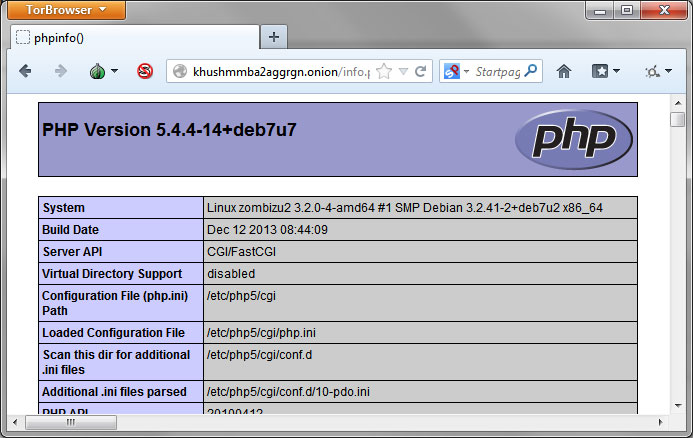 TorBrowser
phpinfo()
khushmmba2aggrgn.onion/info.p
Startpag
PHP Version 5.4.4-14+deb7u7
php
System Linux zombizu2 3.2.0-4-amd64 #1 SMP Debian 3.2.41-2+deb7u2 x86_64
Build Date Dec 12 2013 08:44:09
Server API CGI/FastCGI
Virtual Directory Support disabled
Configuration File (php.ini) /etc/php5/cgi
Path
Loaded Configuration File /etc/php5/cgi/php.ini
Scan this dir for additional /etc/php5/cgi/conf.d
.ini files
Additional .ini files parsed /etc/php5/cgi/conf.d/10-pdo.ini
PHP API 20100412